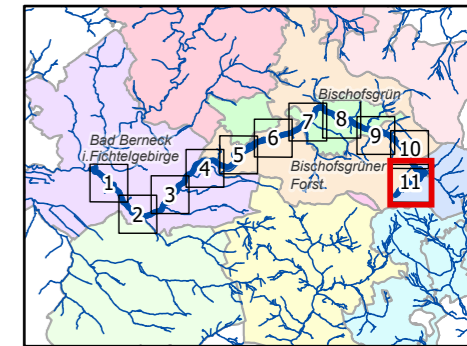 Bischofsgrün
Bad Berneck
i.Fichtelgebirge
Bischofsgrüner
Forst.
1
2
3
4
5
6
7
8
9
10
11